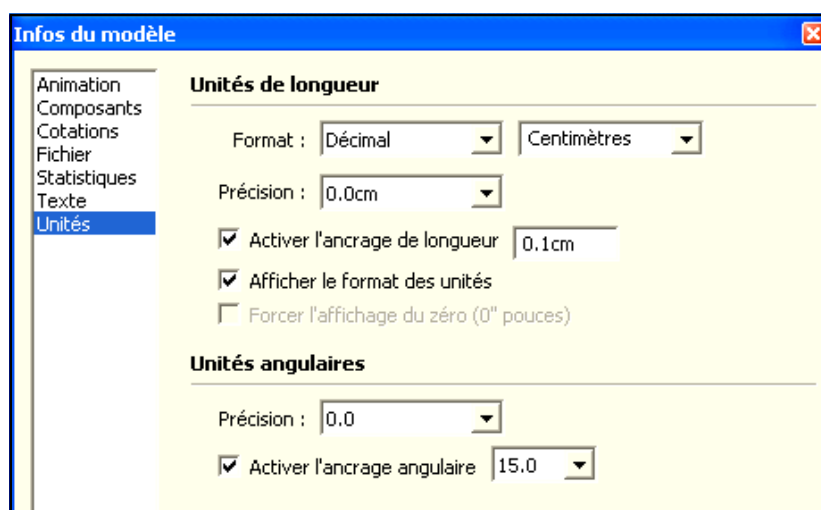 Infos du modèle
Animation
Composants
Cotations
Fichier
Statistiques
Texte
Unités
Unités de longueur
Format : Décimal Centimètres
Précision : 0.0cm
Activer l'ancrage de longueur 0.1cm
Afficher le format des unités
Forcer l'affichage du zéro (0" pouces)
Unités angulaires
Précision : 0.0
Activer l'ancrage angulaire 15.0